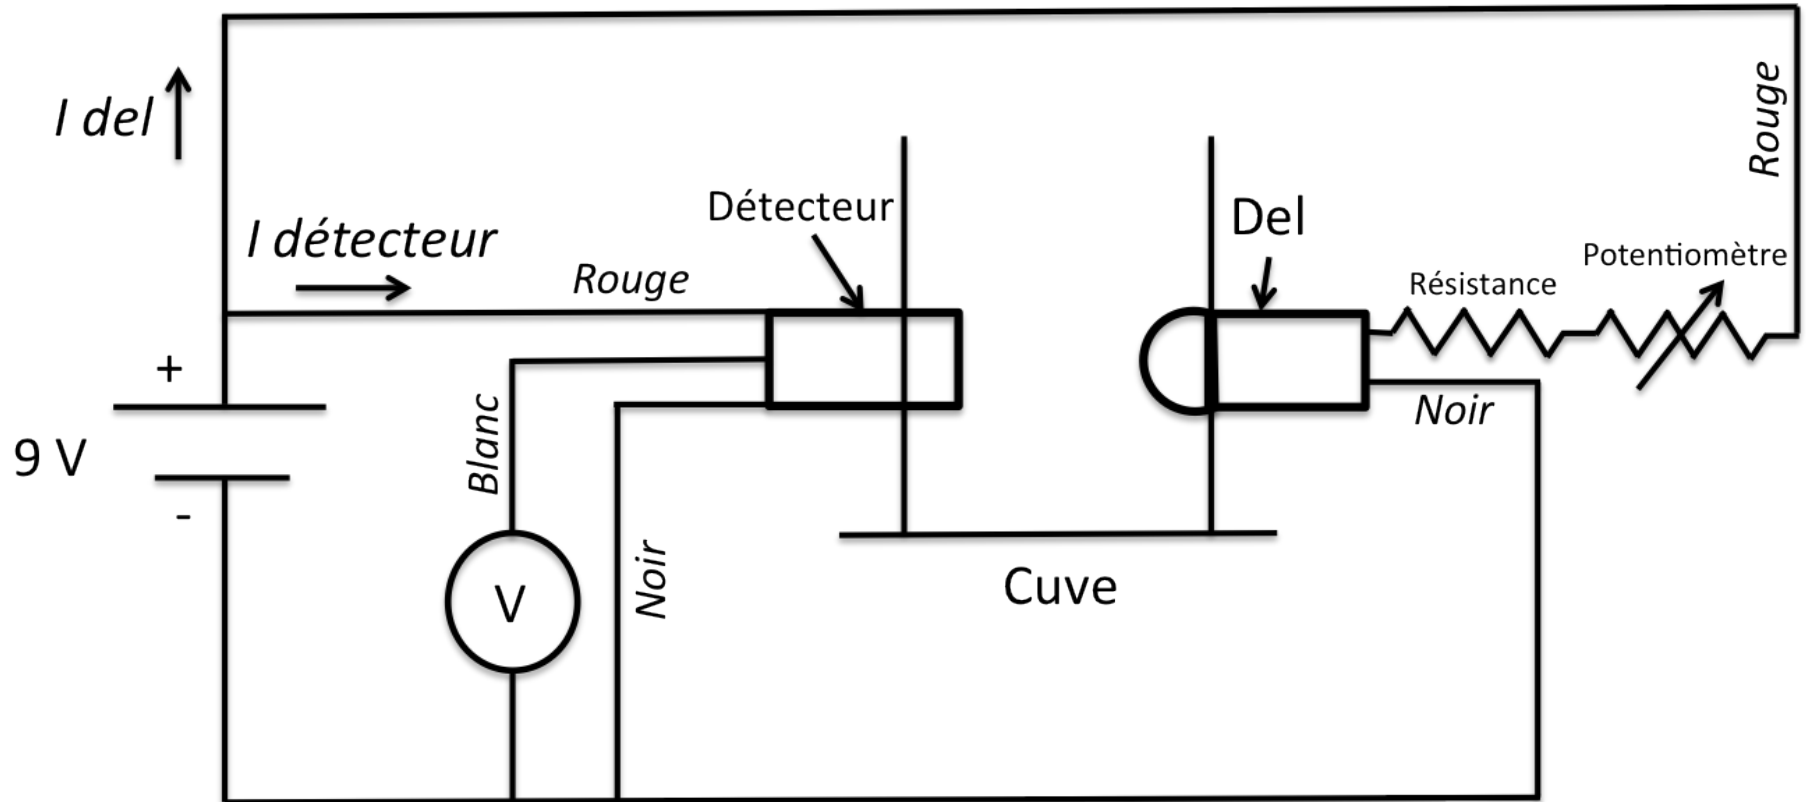 Rouge
I del
Détecteur
Del
I détecteur
Rouge
Résistance
Potentiomètre
+
9 V
-
Blanc
Noir
Noir
V
Cuve